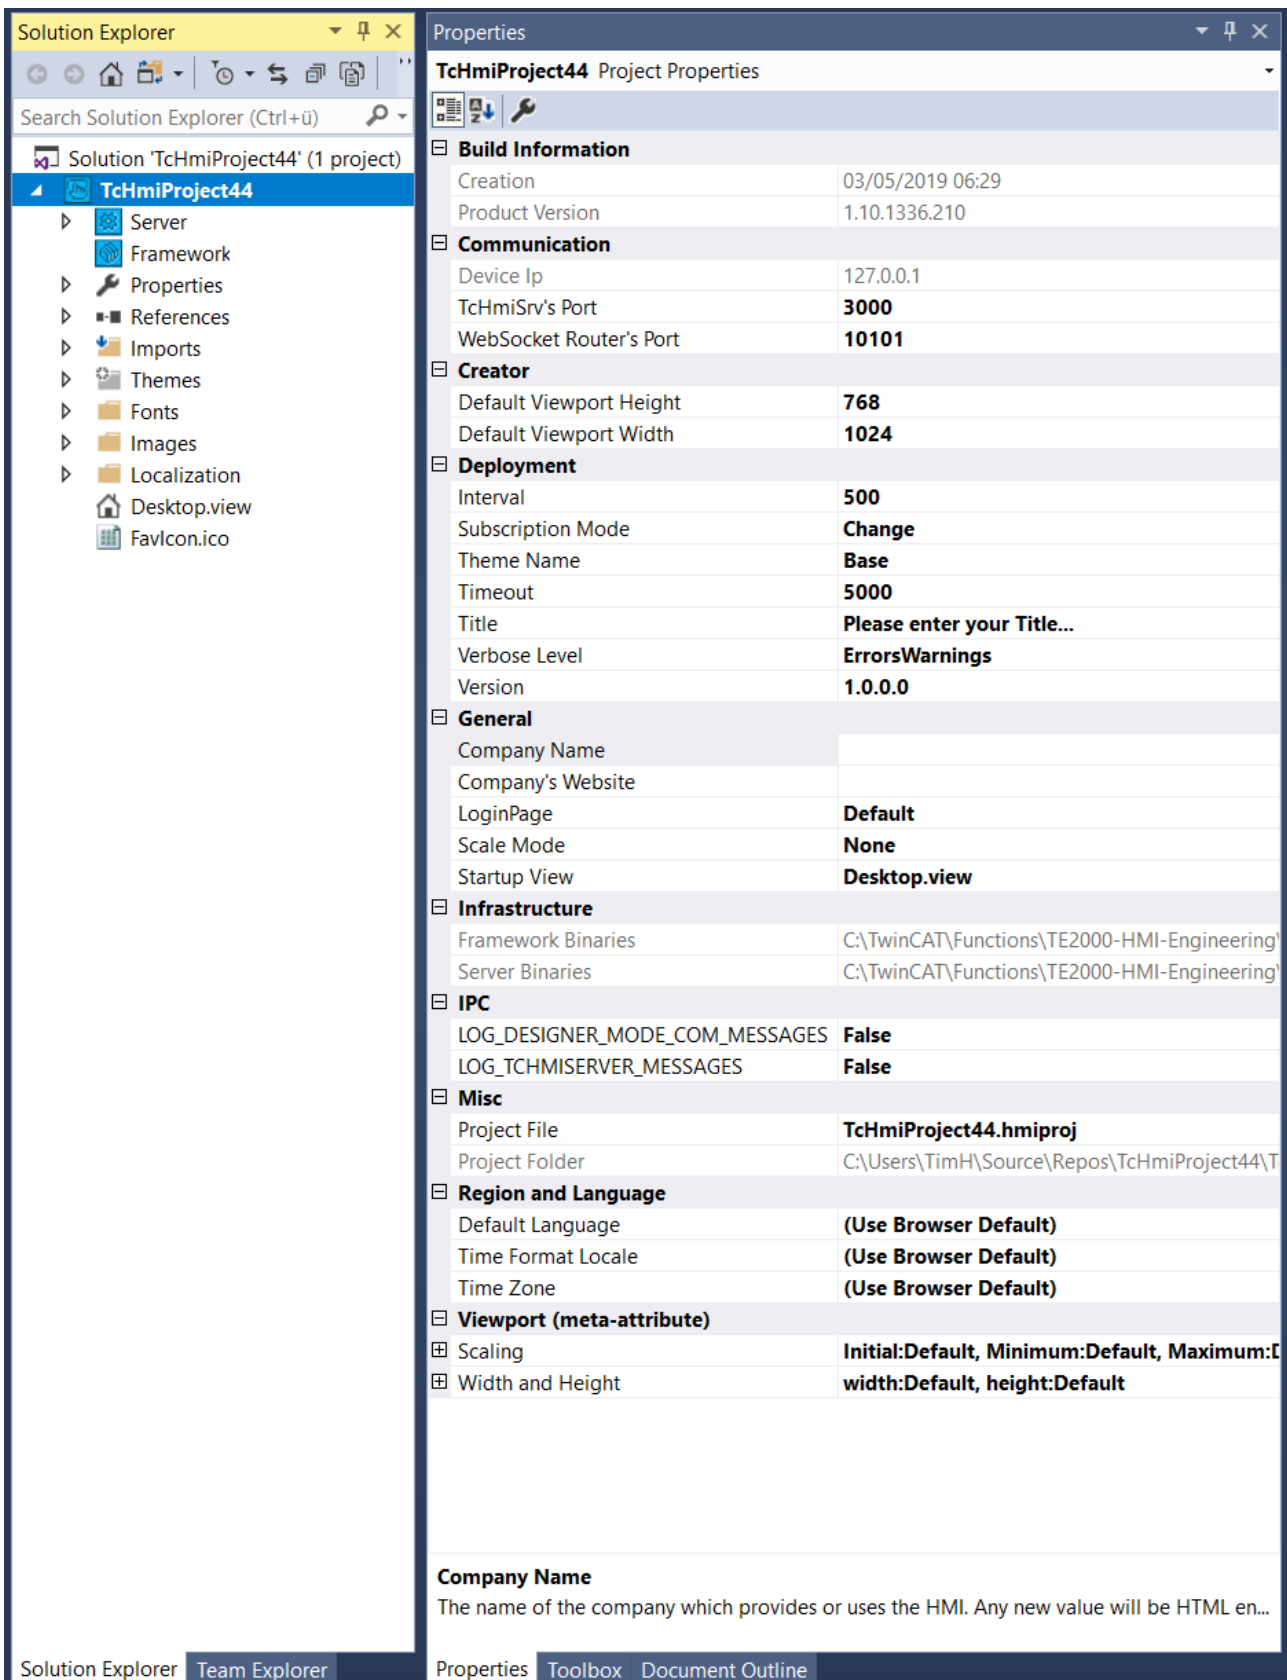 Solution Explorer
Search Solution Explorer (Ctrl+ü)
Solution 'TcHmiProject44' (1 project)
TcHmiProject44
Server
Framework
Properties
References
Imports
Themes
Fonts
Images
Localization
Desktop.view
FavIcon.ico
Solution Explorer Team Explorer
Properties
TcHmiProject44 Project Properties
Build Information
Creation 03/05/2019 06:29
Product Version 1.10.1336.210
Communication
Device Ip 127.0.0.1
TcHmiSrv's Port 3000
WebSocket Router's Port 10101
Creator
Default Viewport Height 768
Default Viewport Width 1024
Deployment
Interval 500
Subscription Mode Change
Theme Name Base
Timeout 5000
Title Please enter your Title...
Verbose Level ErrorsWarnings
Version 1.0.0.0
General
Company Name
Company's Website
LoginPage Default
Scale Mode None
Startup View Desktop.view
Infrastructure
Framework Binaries C:\TwinCAT\Functions\TE2000-HMI-Engineering\
Server Binaries C:\TwinCAT\Functions\TE2000-HMI-Engineering\
IPC
LOG_DESIGNER_MODE_COM_MESSAGES False
LOG_TCHMISERVER_MESSAGES False
Misc
Project File TcHmiProject44.hmiproj
Project Folder C:\Users\TimH\Source\Repos\TcHmiProject44\T
Region and Language
Default Language (Use Browser Default)
Time Format Locale (Use Browser Default)
Time Zone (Use Browser Default)
Viewport (meta-attribute)
Scaling Initial:Default, Minimum:Default, Maximum:D
Width and Height width:Default, height:Default
Company Name
The name of the company which provides or uses the HMI. Any new value will be HTML en...
Properties Toolbox Document Outline